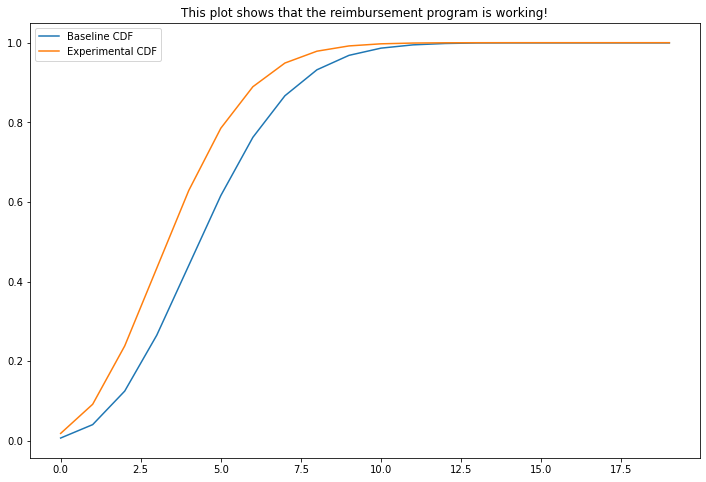 This plot shows that the reimbursement program is working!
Baseline CDF
Experimental CDF
1.0
0.8
0.6
0.4
0.2
0.0
0.0 2.5 5.0 7.5 10.0 12.5 15.0 17.5